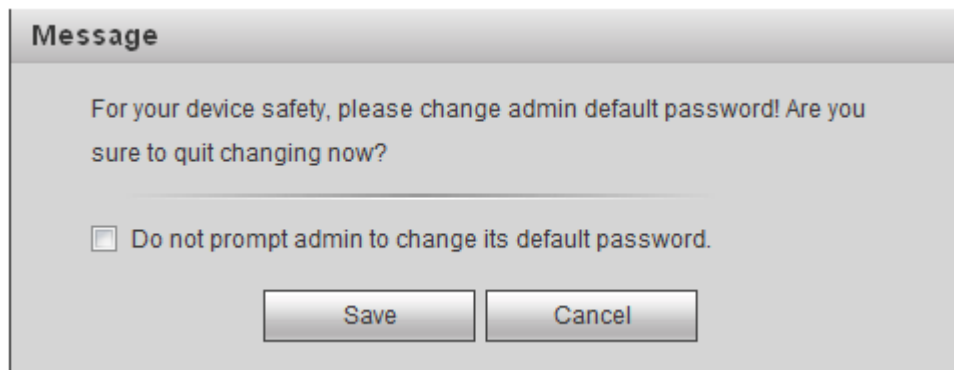 Message
For your device safety, please change admin default password! Are you
sure to quit changing now?
Do not prompt admin to change its default password.
Save
Cancel